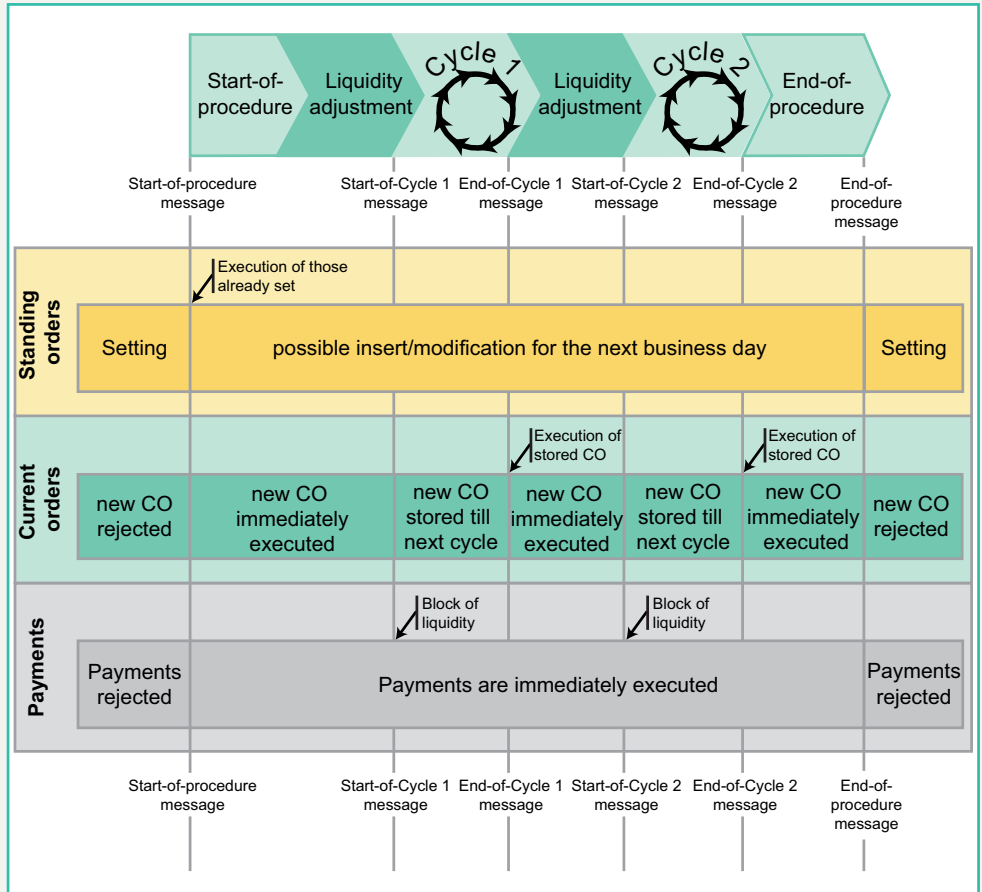 Start-of-
procedure
Liquidity
adjustment
Cycle 1
Liquidity
adjustment
Cycle 2
End-of-
procedure
Start-of-procedure
message
Start-of-Cycle 1
message
End-of-Cycle 1
message
Start-of-Cycle 2
message
End-of-Cycle 2
message
End-of-
procedure
message
Standing
orders
Execution of those
already set
Setting
possible insert/modification for the next business day
Setting
Current
orders
Execution of
stored CO
Execution of
stored CO
new CO
rejected
new CO
immediately
executed
new CO
stored till
next cycle
new CO
immediately
executed
new CO
stored till
next cycle
new CO
immediately
executed
new CO
rejected
Payments
Block of
liquidity
Block of
liquidity
Payments
rejected
Payments are immediately executed
Payments
rejected
Start-of-procedure
message
Start-of-Cycle 1
message
End-of-Cycle 1
message
Start-of-Cycle 2
message
End-of-Cycle 2
message
End-of-
procedure
message